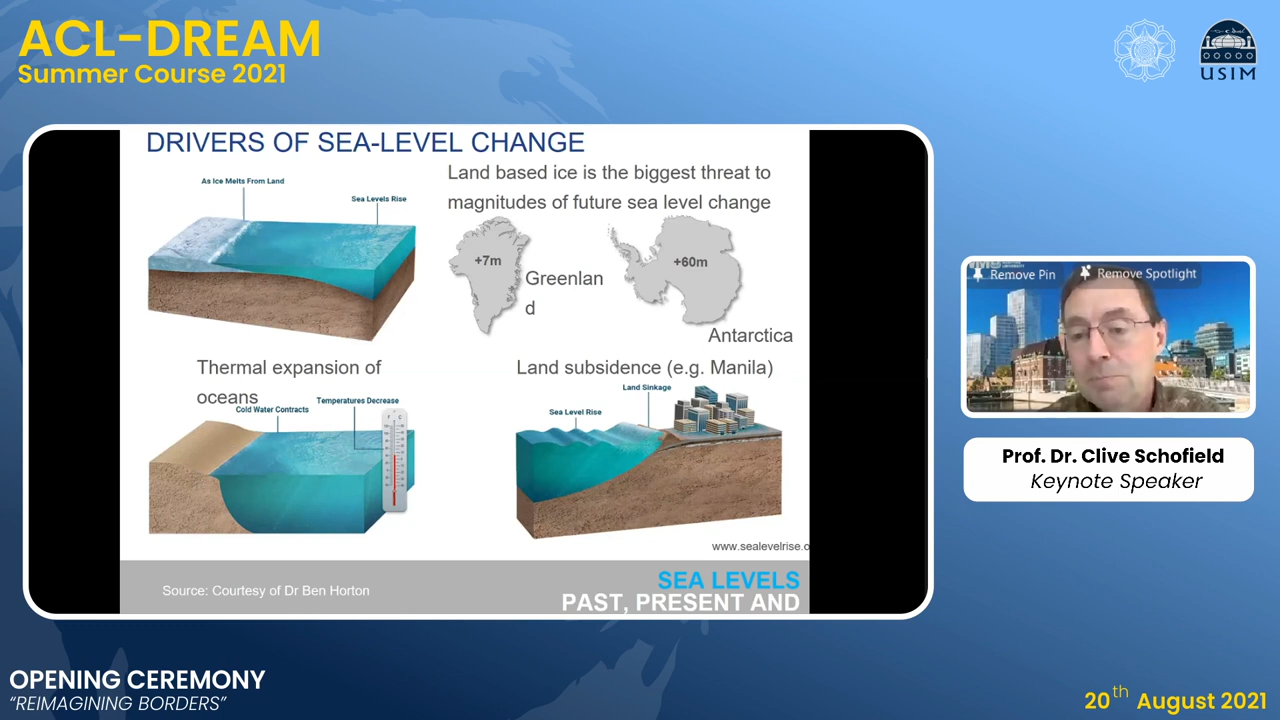 ACL-DREAM
Summer Course 2021
USIM
DRIVERS OF SEA-LEVEL CHANGE
As Ice Melts From Land
Sea Levels Rise
Land based ice is the biggest threat to
magnitudes of future sea level change
+7m
Greenlan
d
+60m
Antarctica
Thermal expansion of
oceans
Cold Water Contracts
Temperatures Decrease
Land subsidence (e.g. Manila)
Land Sinkage
Sea Level Rise
www.sealevelrise.o
Source: Courtesy of Dr Ben Horton
SEA LEVELS
PAST, PRESENT AND
Remove Pin
Remove Spotlight
Prof. Dr. Clive Schofield
Keynote Speaker
OPENING CEREMONY
“REIMAGINING BORDERS”
20th August 2021